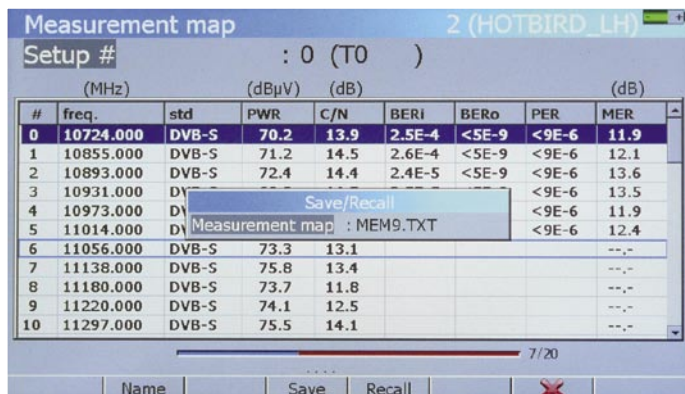 Measurement map 2 (HOTBIRD_LH)
Setup # : 0 (T0 )
(MHz) (dBµV) (dB) (dB)
# freq. std PWR C/N BERi BERo PER MER
0 10724.000 DVB-S 70.2 13.9 2.5E-4 <5E-9 <9E-6 11.9
1 10855.000 DVB-S 71.2 14.5 2.6E-4 <5E-9 <9E-6 12.1
2 10893.000 DVB-S 72.4 14.4 2.4E-5 <5E-9 <9E-6 13.6
3 10931.000 <9E-6 13.5
4 10973.000 <9E-6 11.9
5 11014.000 <9E-6 12.4
Save/Recall
Measurement map : MEM9.TXT
6 11056.000 DVB-S 73.3 13.1 --.-
7 11138.000 DVB-S 75.8 13.4 --.-
8 11180.000 DVB-S 73.7 11.8 --.-
9 11220.000 DVB-S 74.1 12.5 --.-
10 11297.000 DVB-S 75.5 14.1 --.-
7/20
Name Save Recall